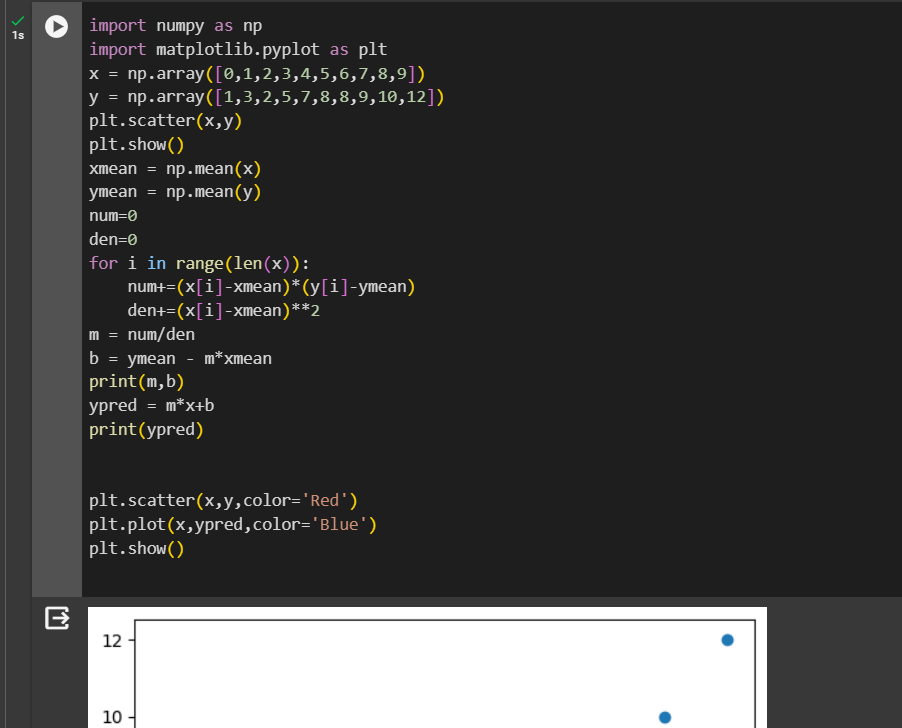 1s
import numpy as np
import matplotlib.pyplot as plt
x = np.array([0,1,2,3,4,5,6,7,8,9])
y = np.array([1,3,2,5,7,8,8,9,10,12])
plt.scatter(x,y)
plt.show()
xmean = np.mean(x)
ymean = np.mean(y)
num=0
den=0
for i in range(len(x)):
    num+=(x[i]-xmean)*(y[i]-ymean)
    den+=(x[i]-xmean)**2
m = num/den
b = ymean - m*xmean
print(m,b)
ypred = m*x+b
print(ypred)
plt.scatter(x,y,color='Red')
plt.plot(x,ypred,color='Blue')
plt.show()
12
10